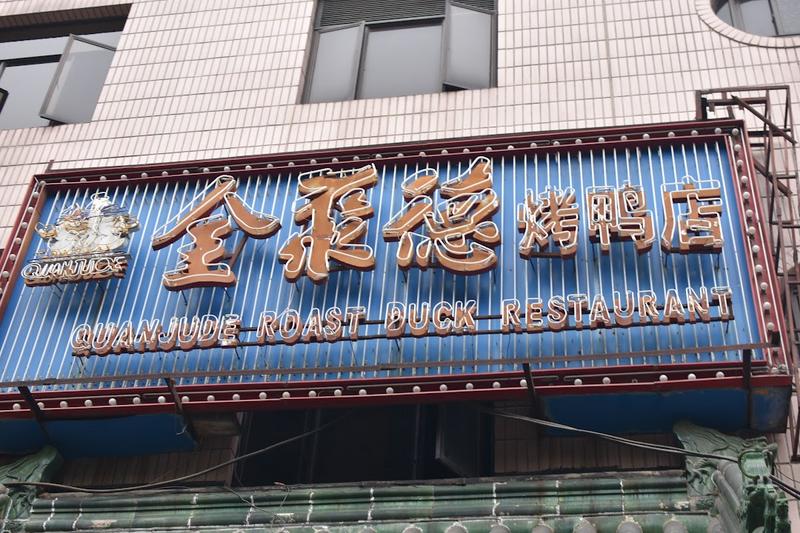 全聚德烤鸭店
QUANJUDE
QUANJUDE ROAST DUCK RESTAURANT